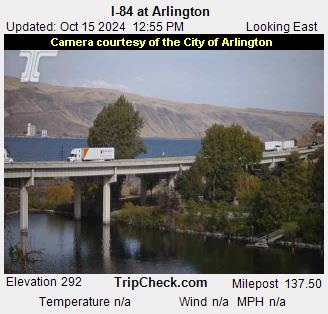 I-84 at Arlington
Updated: Oct 15 2024 12:55 PM Looking East
Camera courtesy of the City of Arlington
Elevation 292 TripCheck.com Milepost 137.50
Temperature n/a Wind n/a MPH n/a